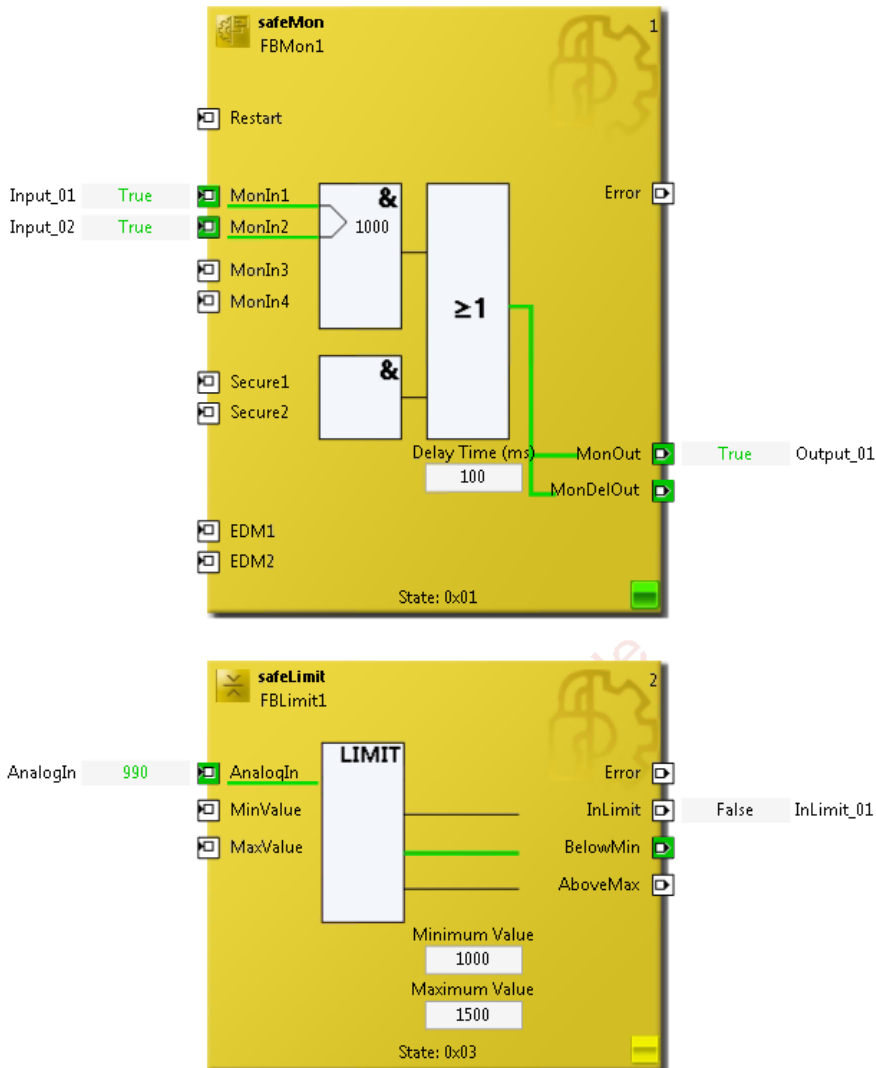 safeMon 1
FBMon1
Restart
Input_01 True MonIn1 & Error
Input_02 True MonIn2 1000
MonIn3
MonIn4 ≥1
Secure1 &
Secure2
Delay Time (ms) MonOut True Output_01
100 MonDelOut
EDM1
EDM2
State: 0x01
safeLimit 2
FBLimit1
LIMIT
AnalogIn 990 AnalogIn Error
MinValue InLimit False InLimit_01
MaxValue BelowMin
AboveMax
Minimum Value
1000
Maximum Value
1500
State: 0x03